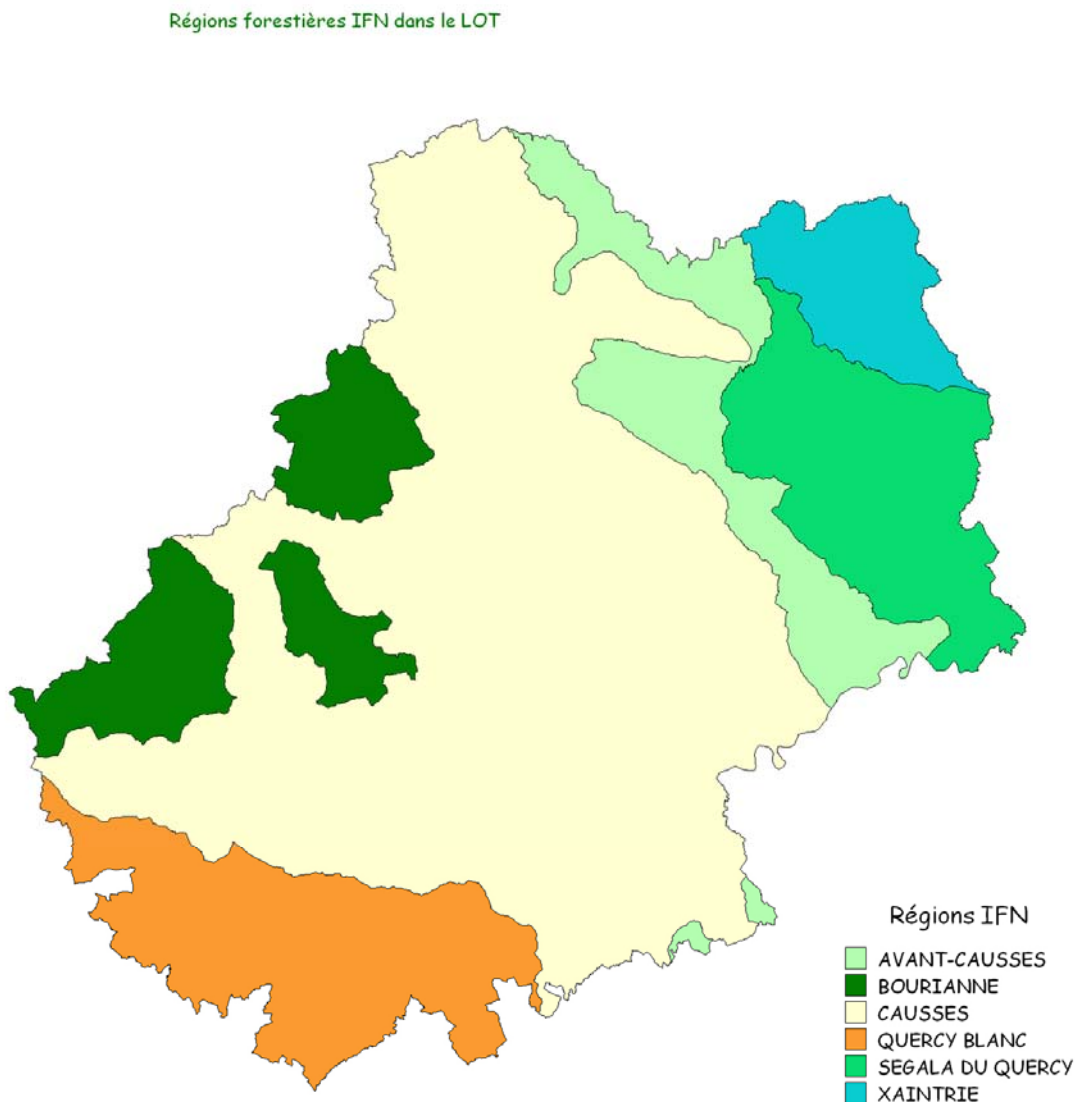 Régions forestières IFN dans le LOT
Régions IFN
AVANT-CAUSSES
BOURIANNE
CAUSSES
QUERCY BLANC
SEGALA DU QUERCY
XAINTRIE